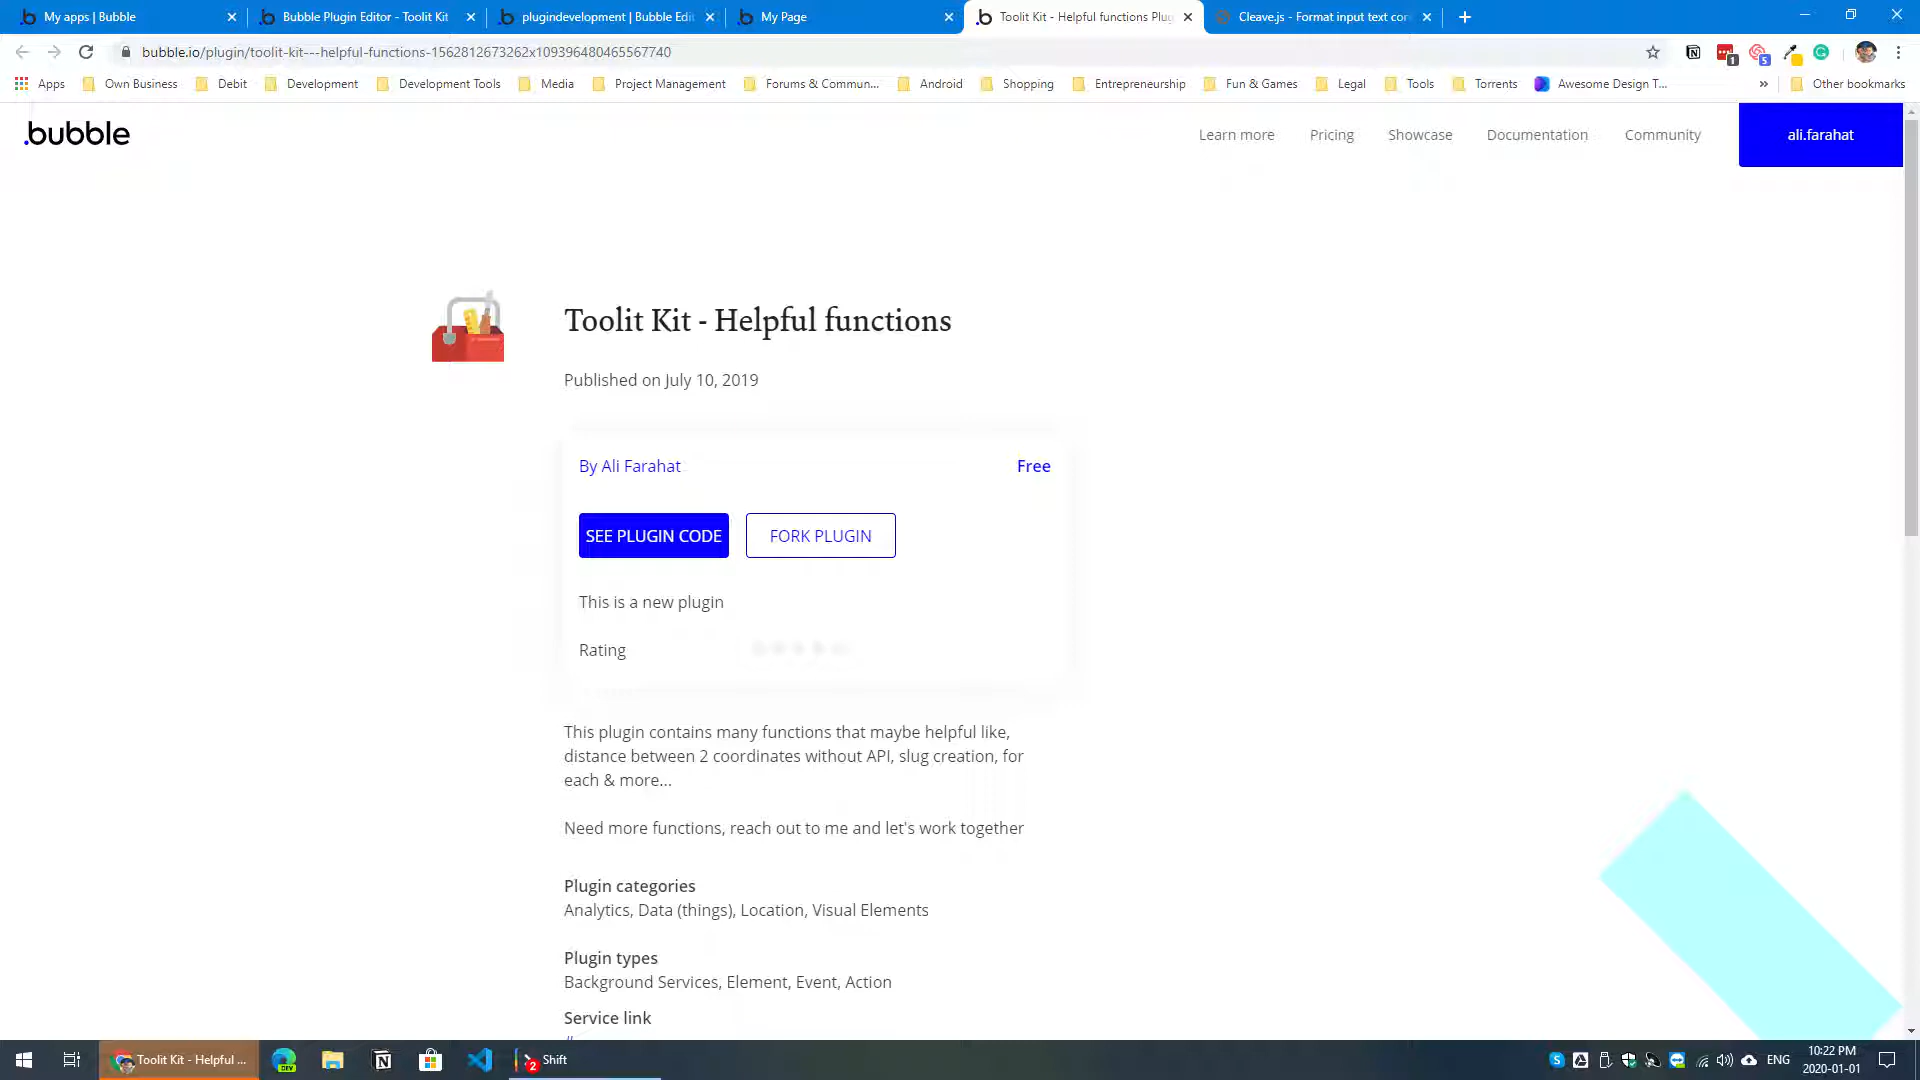 My apps | Bubble
Bubble Plugin Editor - Toolit Kit
plugindevelopment | Bubble Edi
My Page
Toolit Kit - Helpful functions Plug
Cleave.js - Format input text con
bubble.io/plugin/toolit-kit---helpful-functions-1562812673262x109396480465567740
1
5
Apps
Own Business
Debit
Development
Development Tools
Media
Project Management
Forums & Commun...
Android
Shopping
Entrepreneurship
Fun & Games
Legal
Tools
Torrents
Awesome Design T...
»
Other bookmarks
.bubble
Learn more
Pricing
Showcase
Documentation
Community
ali.farahat
Toolit Kit - Helpful functions
Published on July 10, 2019
By Ali Farahat
Free
SEE PLUGIN CODE
FORK PLUGIN
This is a new plugin
Rating
This plugin contains many functions that maybe helpful like,
distance between 2 coordinates without API, slug creation, for
each & more...
Need more functions, reach out to me and let's work together
Plugin categories
Analytics, Data (things), Location, Visual Elements
Plugin types
Background Services, Element, Event, Action
Service link
Toolit Kit - Helpful ...
DEV
2
Shift
ENG
10:22 PM
2020-01-01